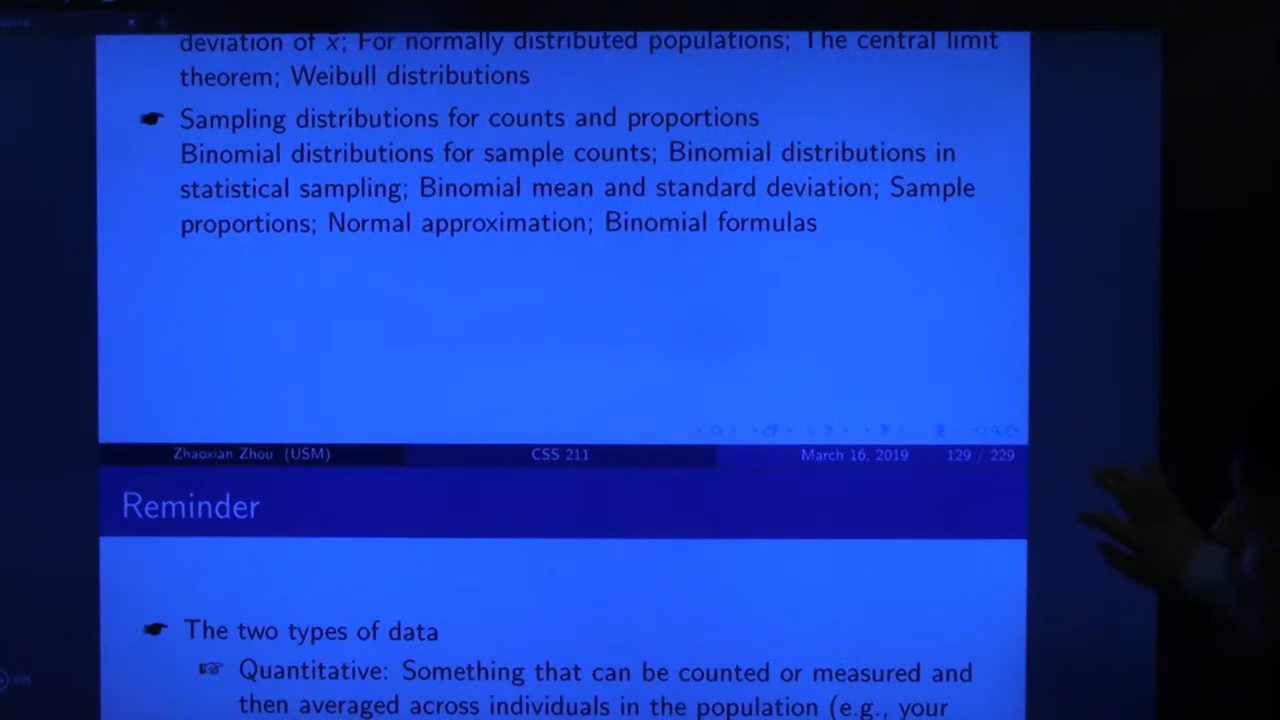 deviation of x̄; For normally distributed populations; The central limit
theorem; Weibull distributions
Sampling distributions for counts and proportions
Binomial distributions for sample counts; Binomial distributions in
statistical sampling; Binomial mean and standard deviation; Sample
proportions; Normal approximation; Binomial formulas
Zhaoxian Zhou (USM) CSS 211 March 16, 2019 129 / 229
Reminder
The two types of data
Quantitative: Something that can be counted or measured and
then averaged across individuals in the population (e.g., your